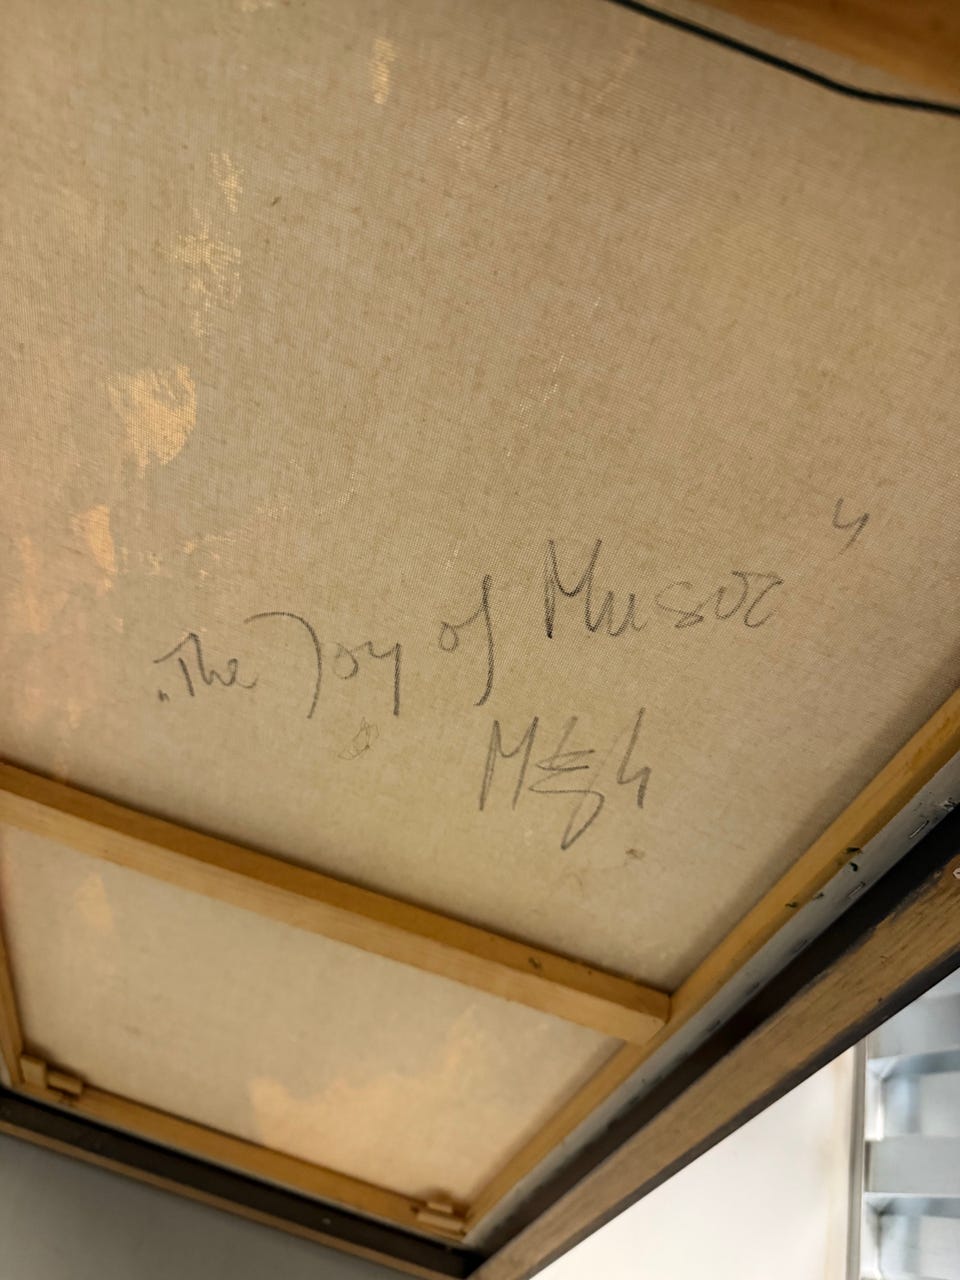 „The Joy of Music"